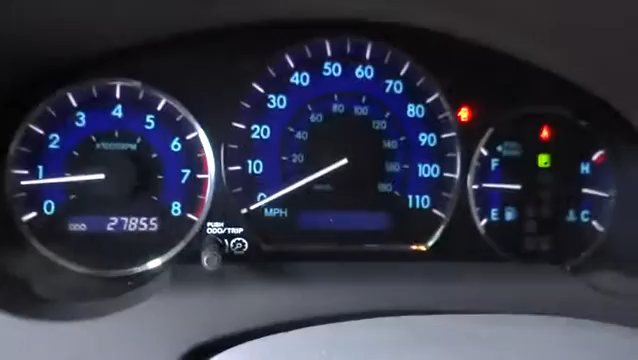 0 1 2 3 4 5 6 7 8
x1000RPM
ODO 27855
0 10 20 30 40 50 60 70 80 90 100 110
20 40 60 80 100 120 140 160 180
MPH
PUSH
ODO/TRIP
F
E
P
H
C